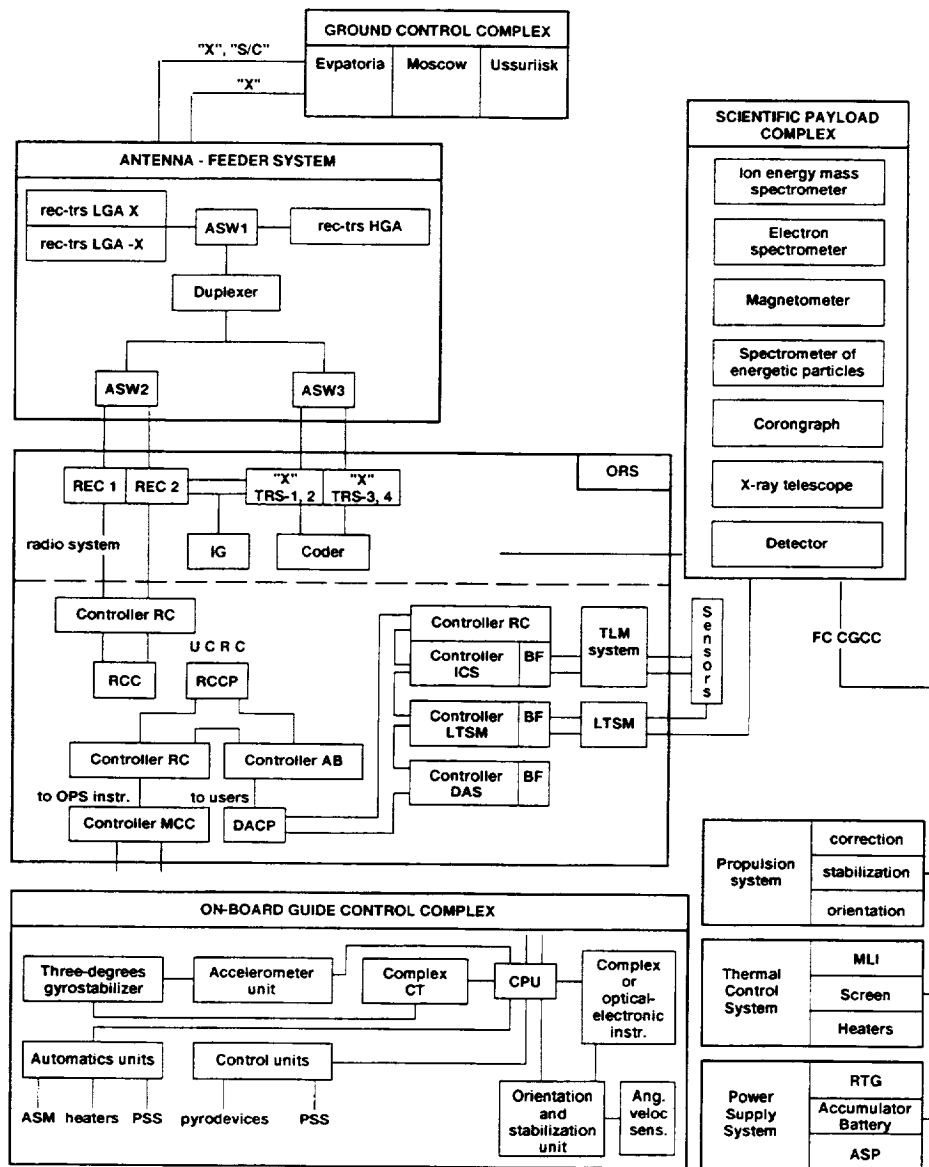 GROUND CONTROL COMPLEX
Evpatoria
Moscow
Ussuriisk
"X", "S/C"
"X"
ANTENNA - FEEDER SYSTEM
rec-trs LGA X
rec-trs LGA -X
ASW1
rec-trs HGA
Duplexer
ASW2
ASW3
SCIENTIFIC PAYLOAD
COMPLEX
Ion energy mass
spectrometer
Electron
spectrometer
Magnetometer
Spectrometer of
energetic particles
Corongraph
X-ray telescope
Detector
ORS
REC 1
REC 2
"X"
TRS-1, 2
"X"
TRS-3, 4
radio system
IG
Coder
Controller RC
RCC
U C R C
RCCP
Controller RC
Controller AB
to OPS instr.
to users
Controller MCC
DACP
Controller RC
Controller
ICS
BF
Controller
LTSM
BF
Controller
DAS
BF
TLM
system
LTSM
Sensors
FC CGCC
ON-BOARD GUIDE CONTROL COMPLEX
Three-degrees
gyrostabilizer
Accelerometer
unit
Complex
CT
CPU
Complex
or
optical-
electronic
instr.
Automatics units
Control units
ASM
heaters
PSS
pyrodevices
PSS
Orientation
and
stabilization
unit
Ang.
veloc
sens.
Propulsion
system
correction
stabilization
orientation
Thermal
Control
System
MLI
Screen
Heaters
Power
Supply
System
RTG
Accumulator
Battery
ASP